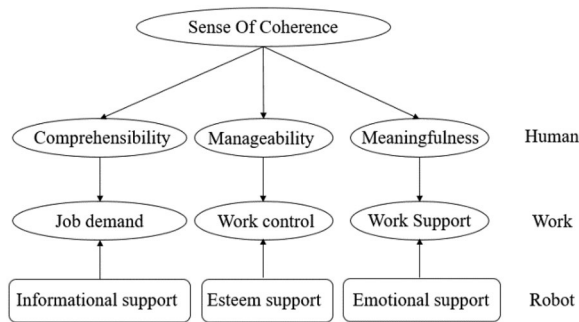 Sense Of Coherence
Comprehensibility Manageability Meaningfulness Human
Job demand Work control Work Support Work
Informational support Esteem support Emotional support Robot